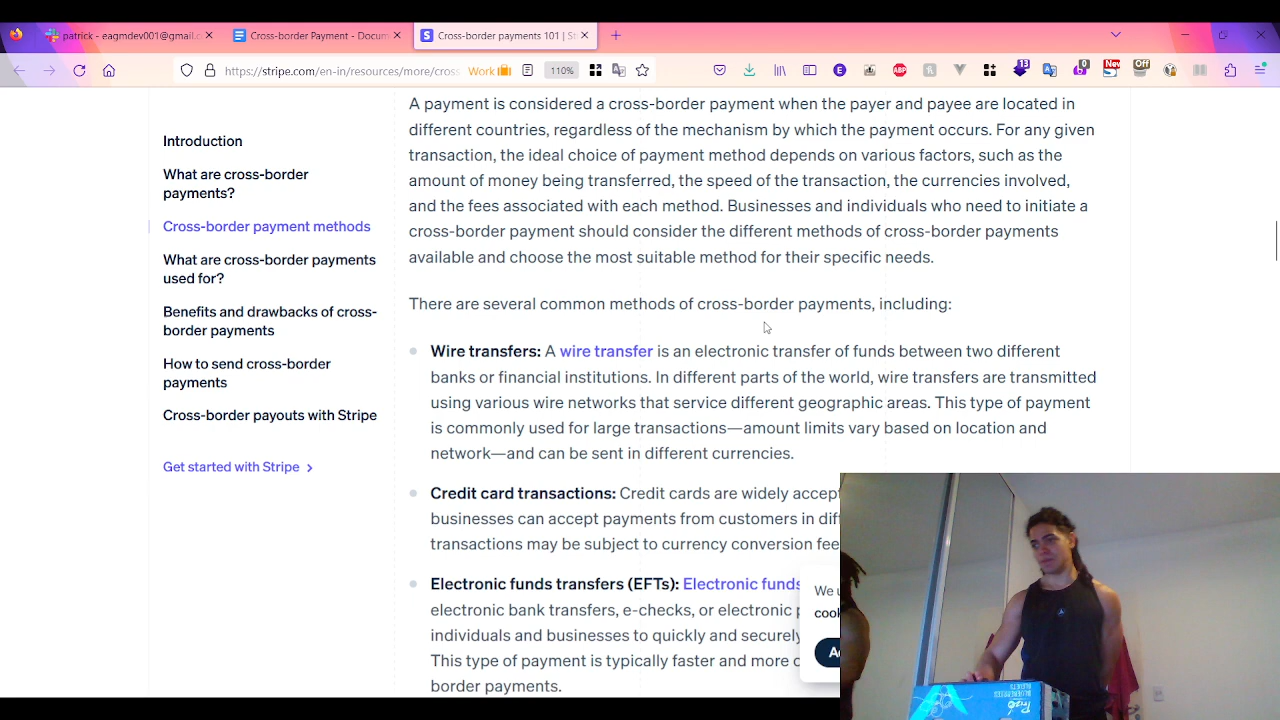 patrick - eaqmdev001@gmail.c
Cross-border Payment - Docum
Cross-border payments 101 | St
https://stripe.com/en-in/resources/more/cross
Work
110%
13
0
New
Off
Introduction
What are cross-border
payments?
Cross-border payment methods
What are cross-border payments
used for?
Benefits and drawbacks of cross-
border payments
How to send cross-border
payments
Cross-border payouts with Stripe
Get started with Stripe
A payment is considered a cross-border payment when the payer and payee are located in
different countries, regardless of the mechanism by which the payment occurs. For any given
transaction, the ideal choice of payment method depends on various factors, such as the
amount of money being transferred, the speed of the transaction, the currencies involved,
and the fees associated with each method. Businesses and individuals who need to initiate a
cross-border payment should consider the different methods of cross-border payments
available and choose the most suitable method for their specific needs.
There are several common methods of cross-border payments, including:
Wire transfers: A wire transfer is an electronic transfer of funds between two different
banks or financial institutions. In different parts of the world, wire transfers are transmitted
using various wire networks that service different geographic areas. This type of payment
is commonly used for large transactions—amount limits vary based on location and
network—and can be sent in different currencies.
Credit card transactions: Credit cards are widely accept
businesses can accept payments from customers in dif
transactions may be subject to currency conversion fee
Electronic funds transfers (EFTs): Electronic funds
electronic bank transfers, e-checks, or electronic p
individuals and businesses to quickly and securely
This type of payment is typically faster and more c
border payments.
We u
cook
A